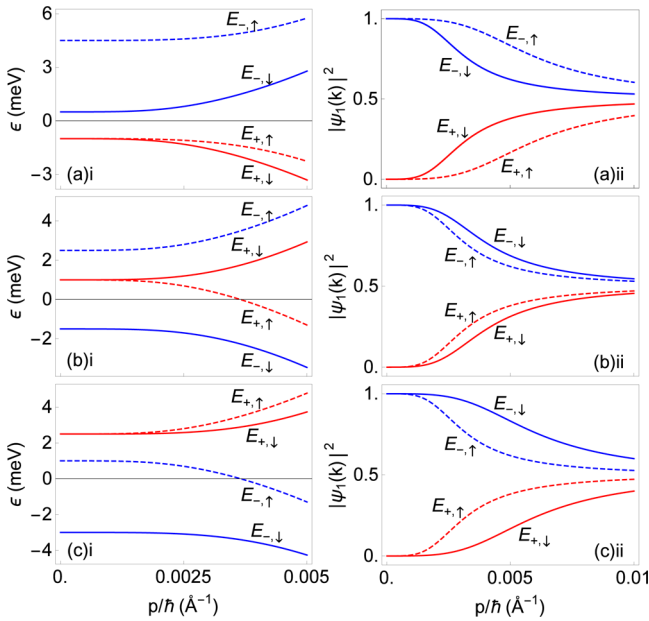 ϵ (meV)
3
0
−3
E−,↑
E−,↓
E+,↑
E+,↓
(a)i
|ψ1(k)|²
1.
0.5
0.
E−,↑
E−,↓
E+,↓
E+,↑
(a)ii
ϵ (meV)
4
2
0
−2
E−,↑
E+,↓
E+,↑
E−,↓
(b)i
|ψ1(k)|²
1.
0.5
0.
E−,↓
E−,↑
E+,↑
E+,↓
(b)ii
ϵ (meV)
4
2
0
−2
−4
E+,↑
E+,↓
E−,↑
E−,↓
(c)i
0.
0.0025
0.005
p/ħ (Å⁻¹)
|ψ1(k)|²
1.
0.5
0.
E−,↓
E−,↑
E+,↑
E+,↓
(c)ii
0.
0.005
0.01
p/ħ (Å⁻¹)